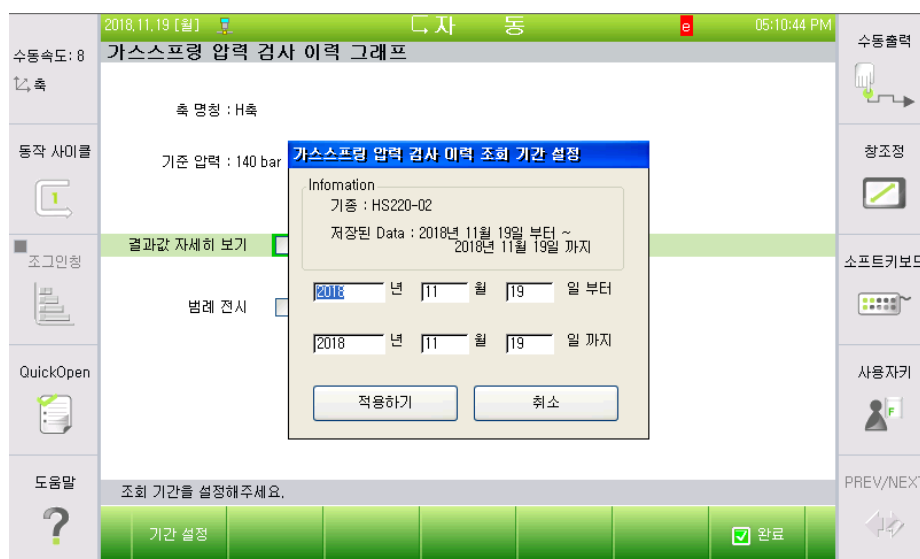 2018,11,19 [월]
자 동
e
05:10:44 PM
가스스프링 압력 검사 이력 그래프
수동속도: 8
축
동작 사이클
1
조그인칭
QuickOpen
도움말
?
축 명칭 : H축
기준 압력 : 140 bar
결과값 자세히 보기
범례 전시
가스스프링 압력 검사 이력 조회 기간 설정
Infomation
기종 : HS220-02
저장된 Data : 2018년 11월 19일 부터 ~
2018년 11월 19일 까지
2018 년 11 월 19 일 부터
2018 년 11 월 19 일 까지
적용하기
취소
조회 기간을 설정해주세요,
기간 설정
완료
수동출력
창조정
소프트키보드
사용자키
F
PREV/NEXT